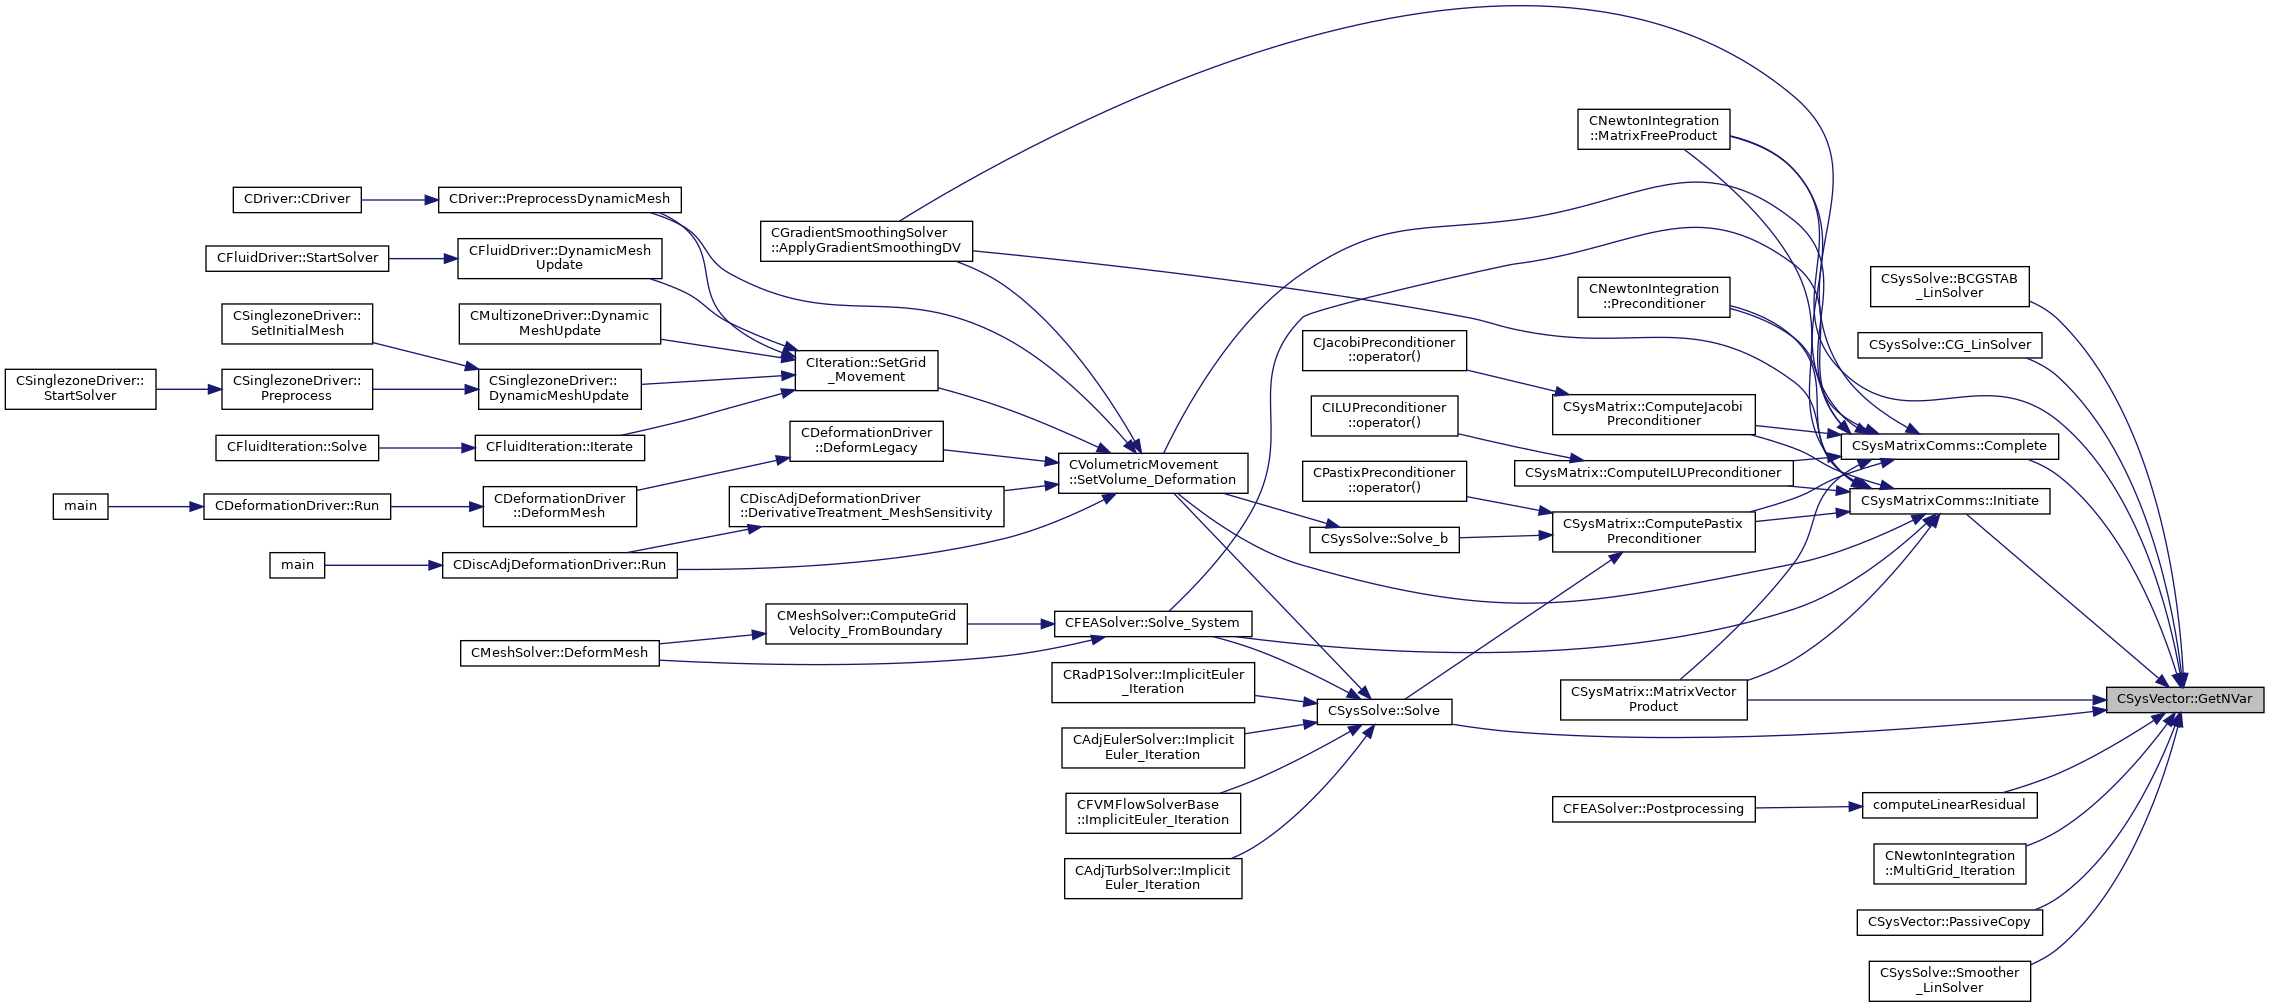 CNewtonIntegration
::MatrixFreeProduct
CDriver::CDriver
CDriver::PreprocessDynamicMesh
CGradientSmoothingSolver
::ApplyGradientSmoothingDV
CFluidDriver::StartSolver
CFluidDriver::DynamicMesh
Update
CSysSolve::BCGSTAB
_LinSolver
CNewtonIntegration
::Preconditioner
CSinglezoneDriver::
SetInitialMesh
CMultizoneDriver::Dynamic
MeshUpdate
CSysSolve::CG_LinSolver
CJacobiPreconditioner
::operator()
CIteration::SetGrid
_Movement
CSinglezoneDriver::
StartSolver
CSinglezoneDriver::
Preprocess
CSinglezoneDriver::
DynamicMeshUpdate
CSysMatrix::ComputeJacobi
Preconditioner
CILUPreconditioner
::operator()
CFluidIteration::Solve
CFluidIteration::Iterate
CDeformationDriver
::DeformLegacy
CSysMatrixComms::Complete
CVolumetricMovement
::SetVolume_Deformation
CSysMatrix::ComputeILUPreconditioner
CPastixPreconditioner
::operator()
main
CDeformationDriver::Run
CDeformationDriver
::DeformMesh
CDiscAdjDeformationDriver
::DerivativeTreatment_MeshSensitivity
CSysMatrixComms::Initiate
CSysMatrix::ComputePastix
Preconditioner
CSysSolve::Solve_b
main
CDiscAdjDeformationDriver::Run
CMeshSolver::ComputeGrid
Velocity_FromBoundary
CFEASolver::Solve_System
CMeshSolver::DeformMesh
CRadP1Solver::ImplicitEuler
_Iteration
CSysMatrix::MatrixVector
Product
CSysVector::GetNVar
CSysSolve::Solve
CAdjEulerSolver::Implicit
Euler_Iteration
CFVMFlowSolverBase
::ImplicitEuler_Iteration
CFEASolver::Postprocessing
computeLinearResidual
CNewtonIntegration
::MultiGrid_Iteration
CAdjTurbSolver::Implicit
Euler_Iteration
CSysVector::PassiveCopy
CSysSolve::Smoother
_LinSolver